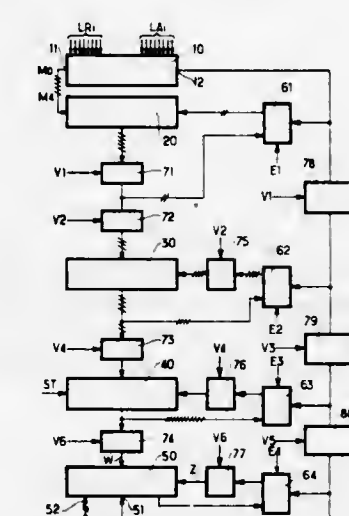 LRi LAi
11 10
M0 12 61
M4
20 E1 78
V1 71 V1
V2 72
V2
30 75 62
E2 79
V4 73 V4 V3
E3
40 76 63
ST
V6 74 V6 V5
W 50 Z 77 E4
64
52 51